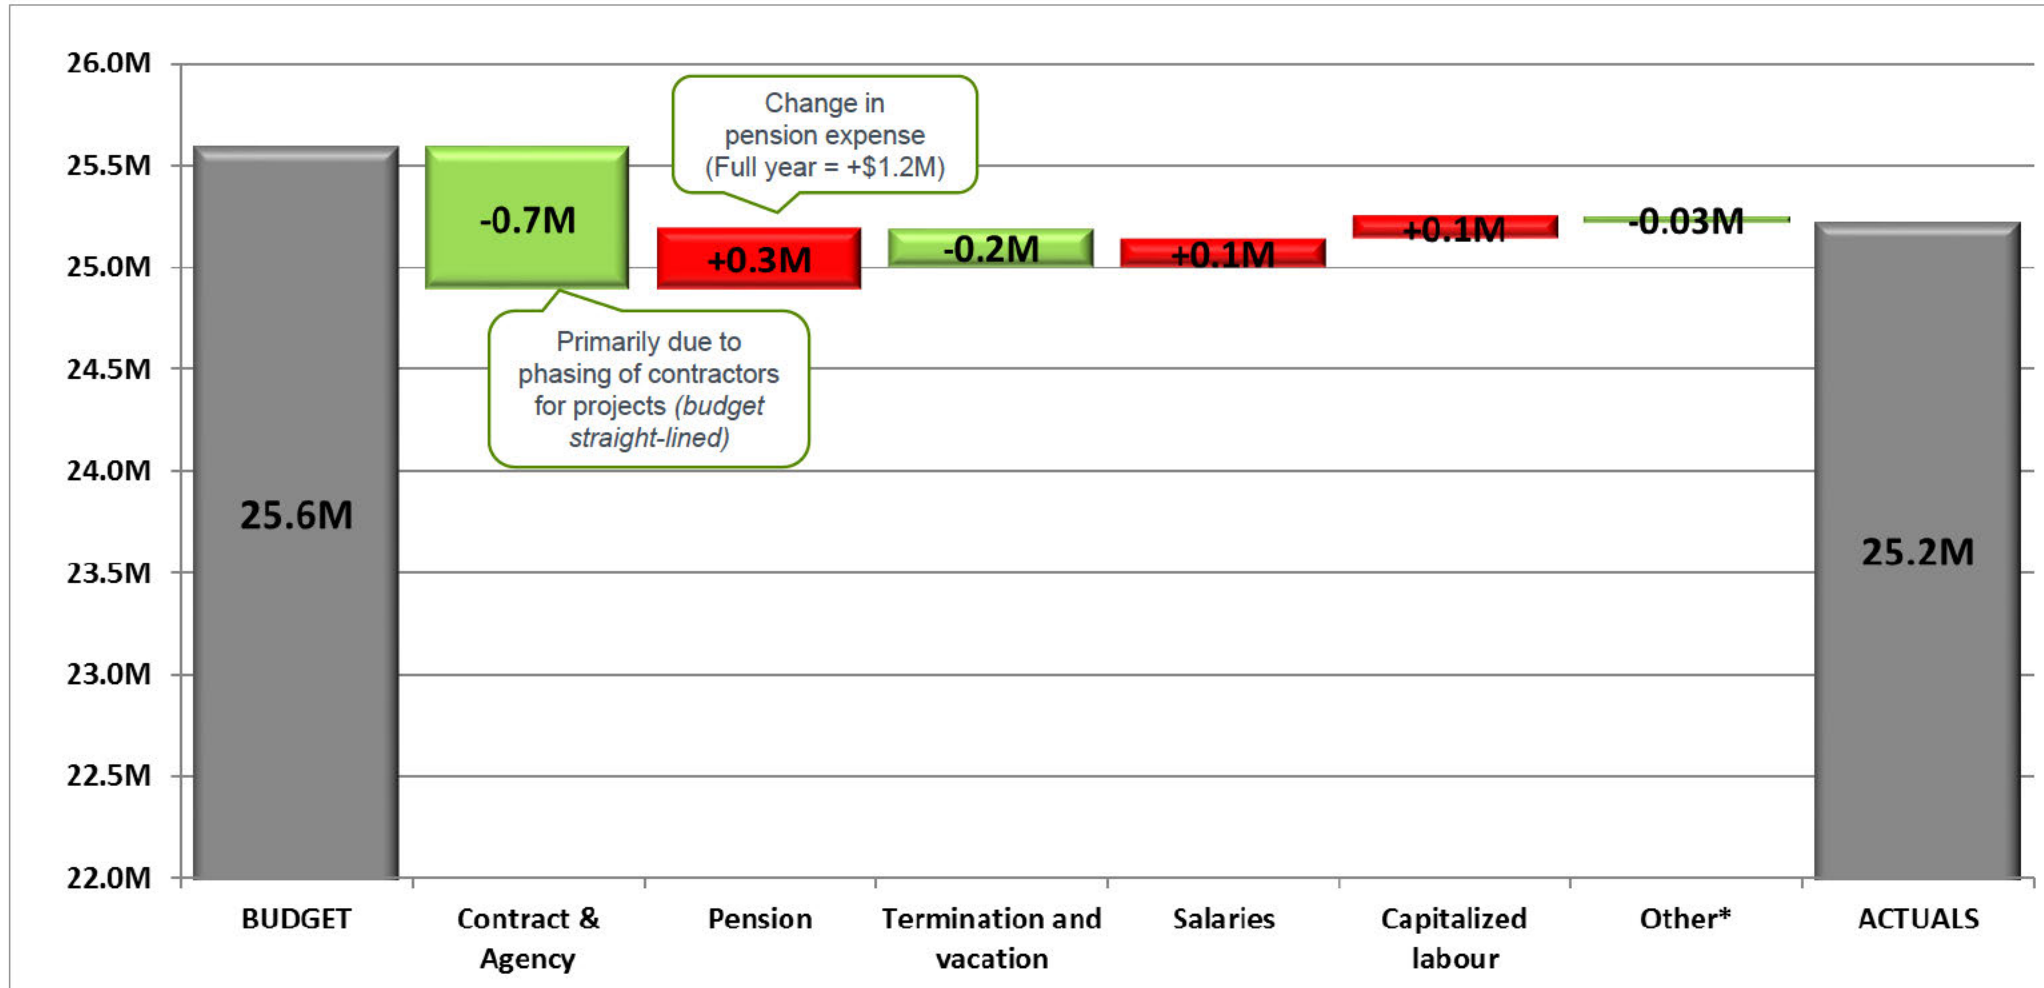 26.0M
25.5M
25.0M
24.5M
24.0M
23.5M
23.0M
22.5M
22.0M
25.6M
-0.7M
+0.3M
-0.2M
+0.1M
+0.1M
-0.03M
25.2M
Change in
pension expense
(Full year = +$1.2M)
Primarily due to
phasing of contractors
for projects (budget
straight-lined)
BUDGET
Contract &
Agency
Pension
Termination and
vacation
Salaries
Capitalized
labour
Other*
ACTUALS